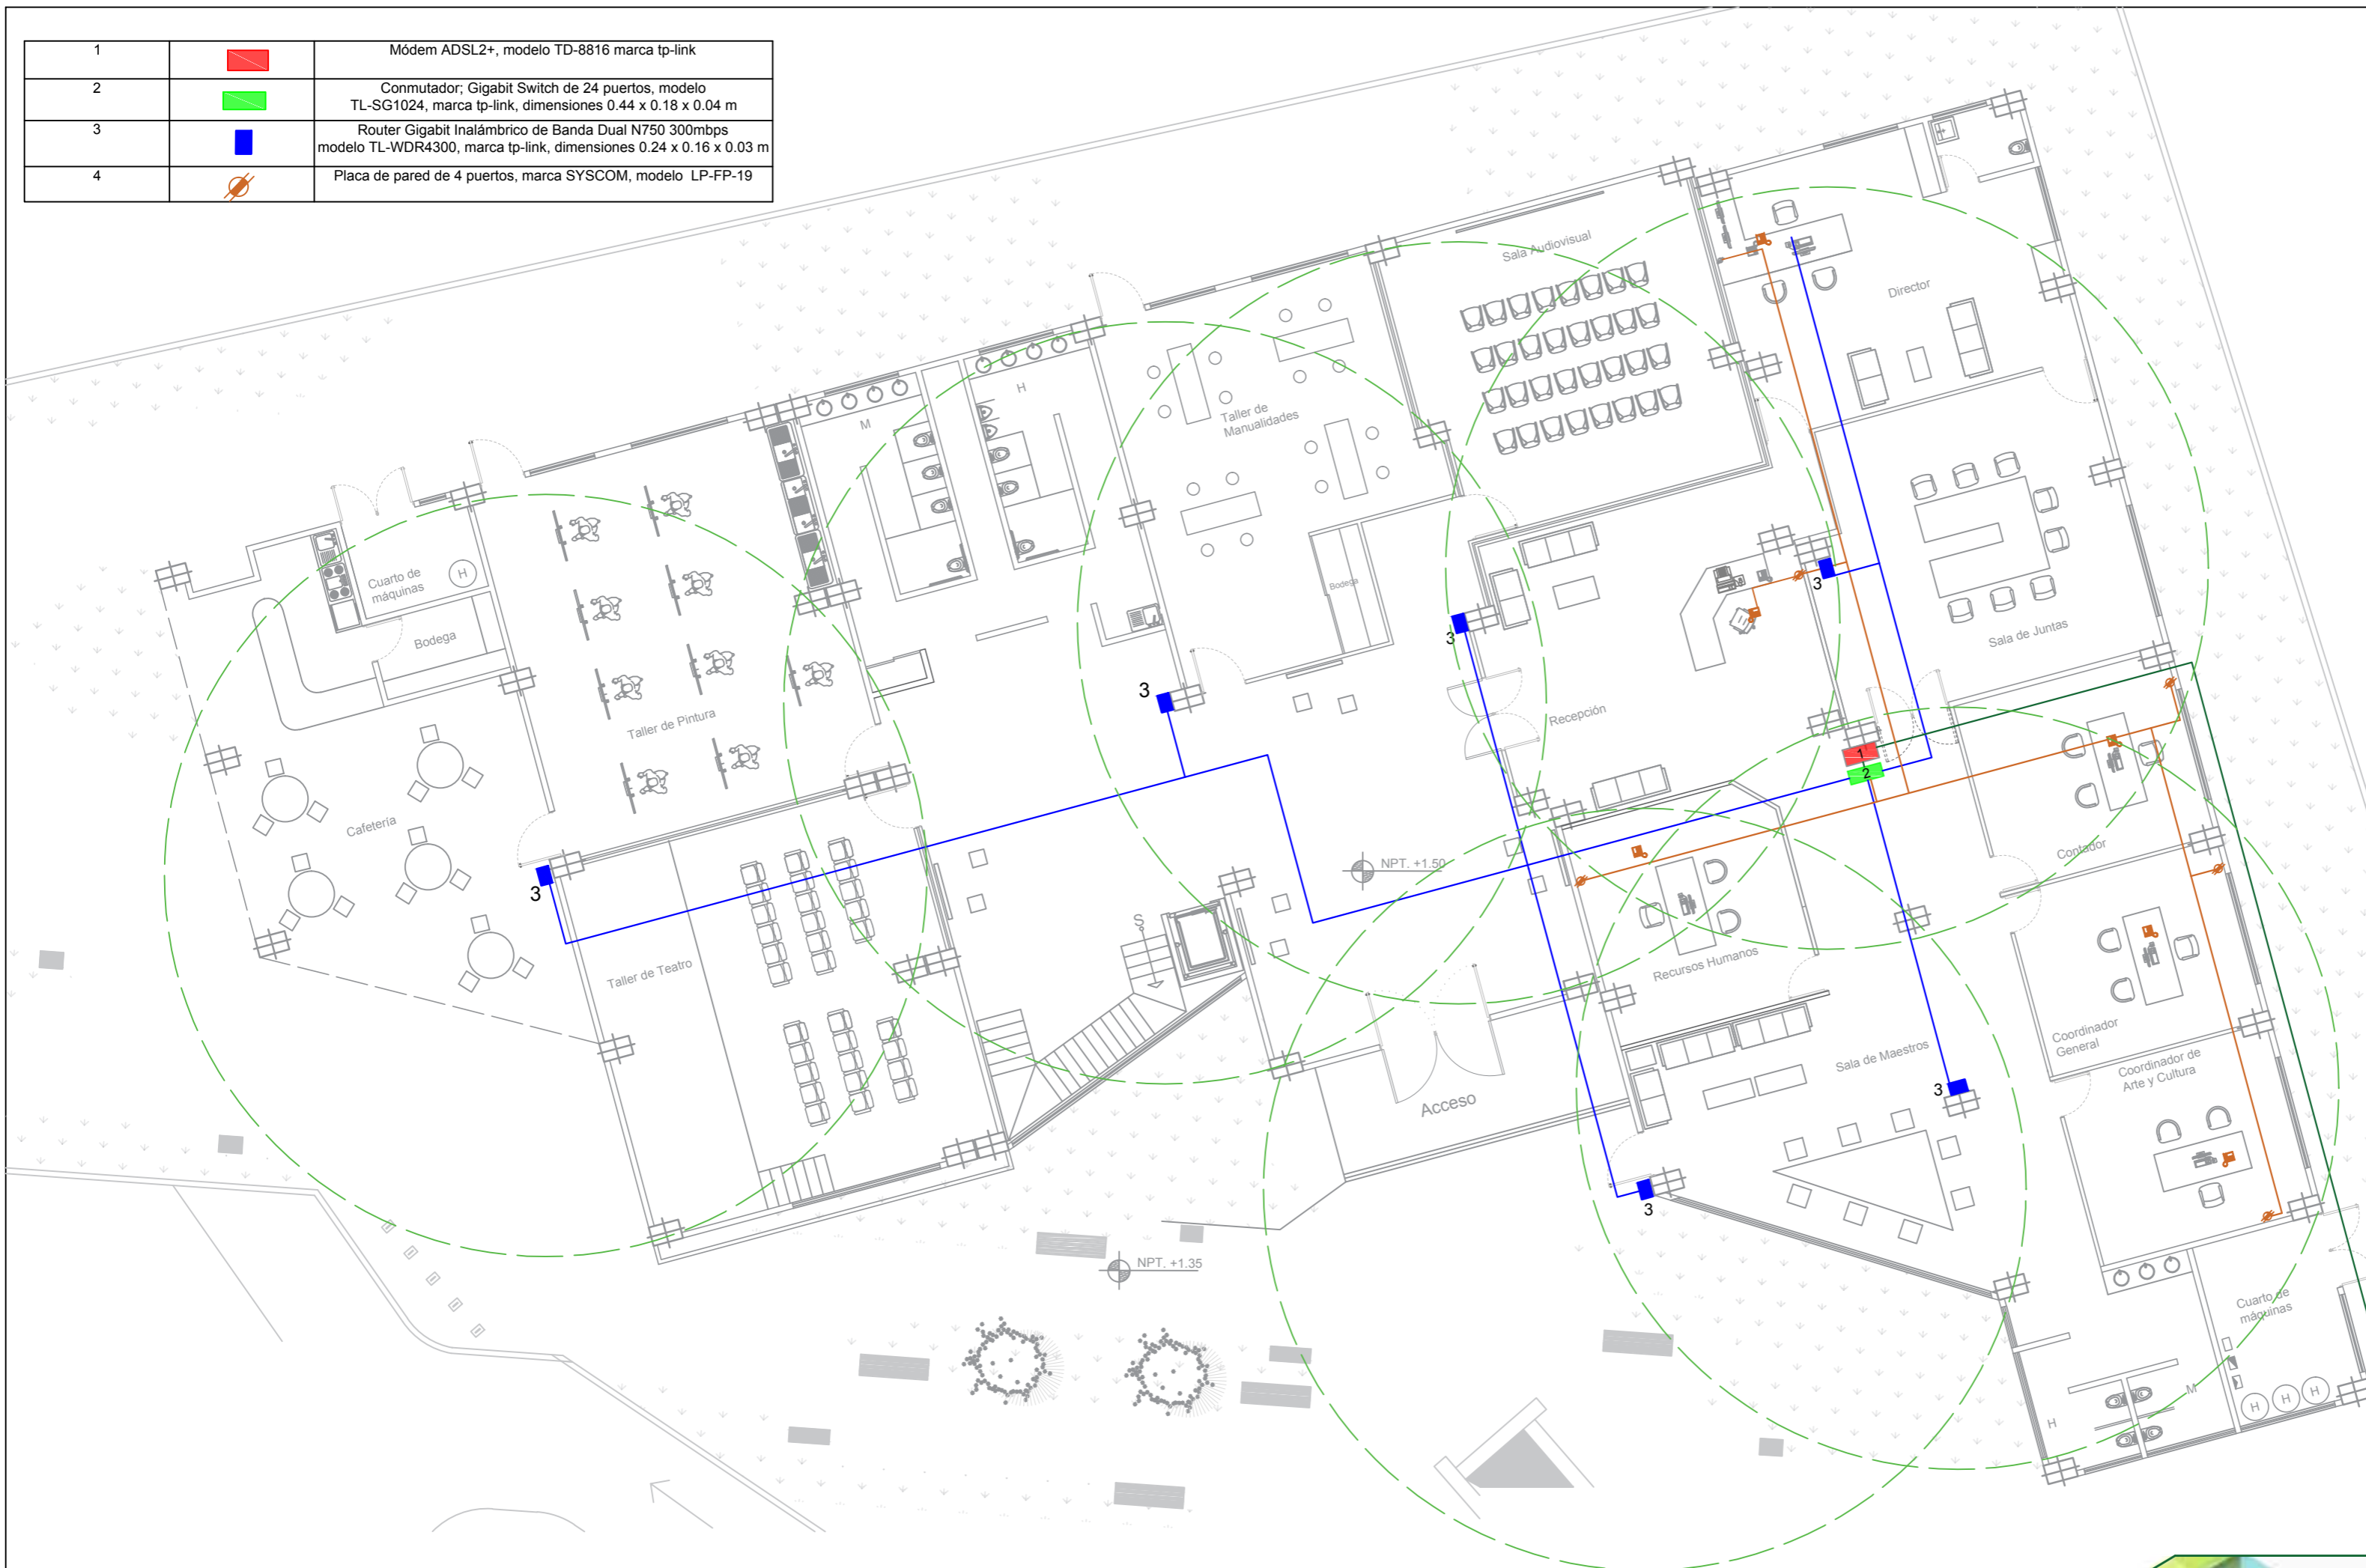 1
Módem ADSL2+, modelo TD-8816 marca tp-link
2
Conmutador; Gigabit Switch de 24 puertos, modelo
TL-SG1024, marca tp-link, dimensiones 0.44 x 0.18 x 0.04 m
3
Router Gigabit Inalámbrico de Banda Dual N750 300mbps
modelo TL-WDR4300, marca tp-link, dimensiones 0.24 x 0.16 x 0.03 m
4
Placa de pared de 4 puertos, marca SYSCOM, modelo LP-FP-19
Sala Audiovisual
Director
H
M
Taller de
Manualidades
Cuarto de
máquinas
H
Bodega
Bodega
3
3
Sala de Juntas
3
3
Recepción
Taller de Pintura
1
2
Cafetería
Contador
NPT. +1.50
3
S
Recursos Humanos
Taller de Teatro
Coordinador
General
Sala de Maestros
Coordinador de
Arte y Cultura
3
Acceso
3
NPT. +1.35
Cuarto de
máquinas
M
H
H
H
H